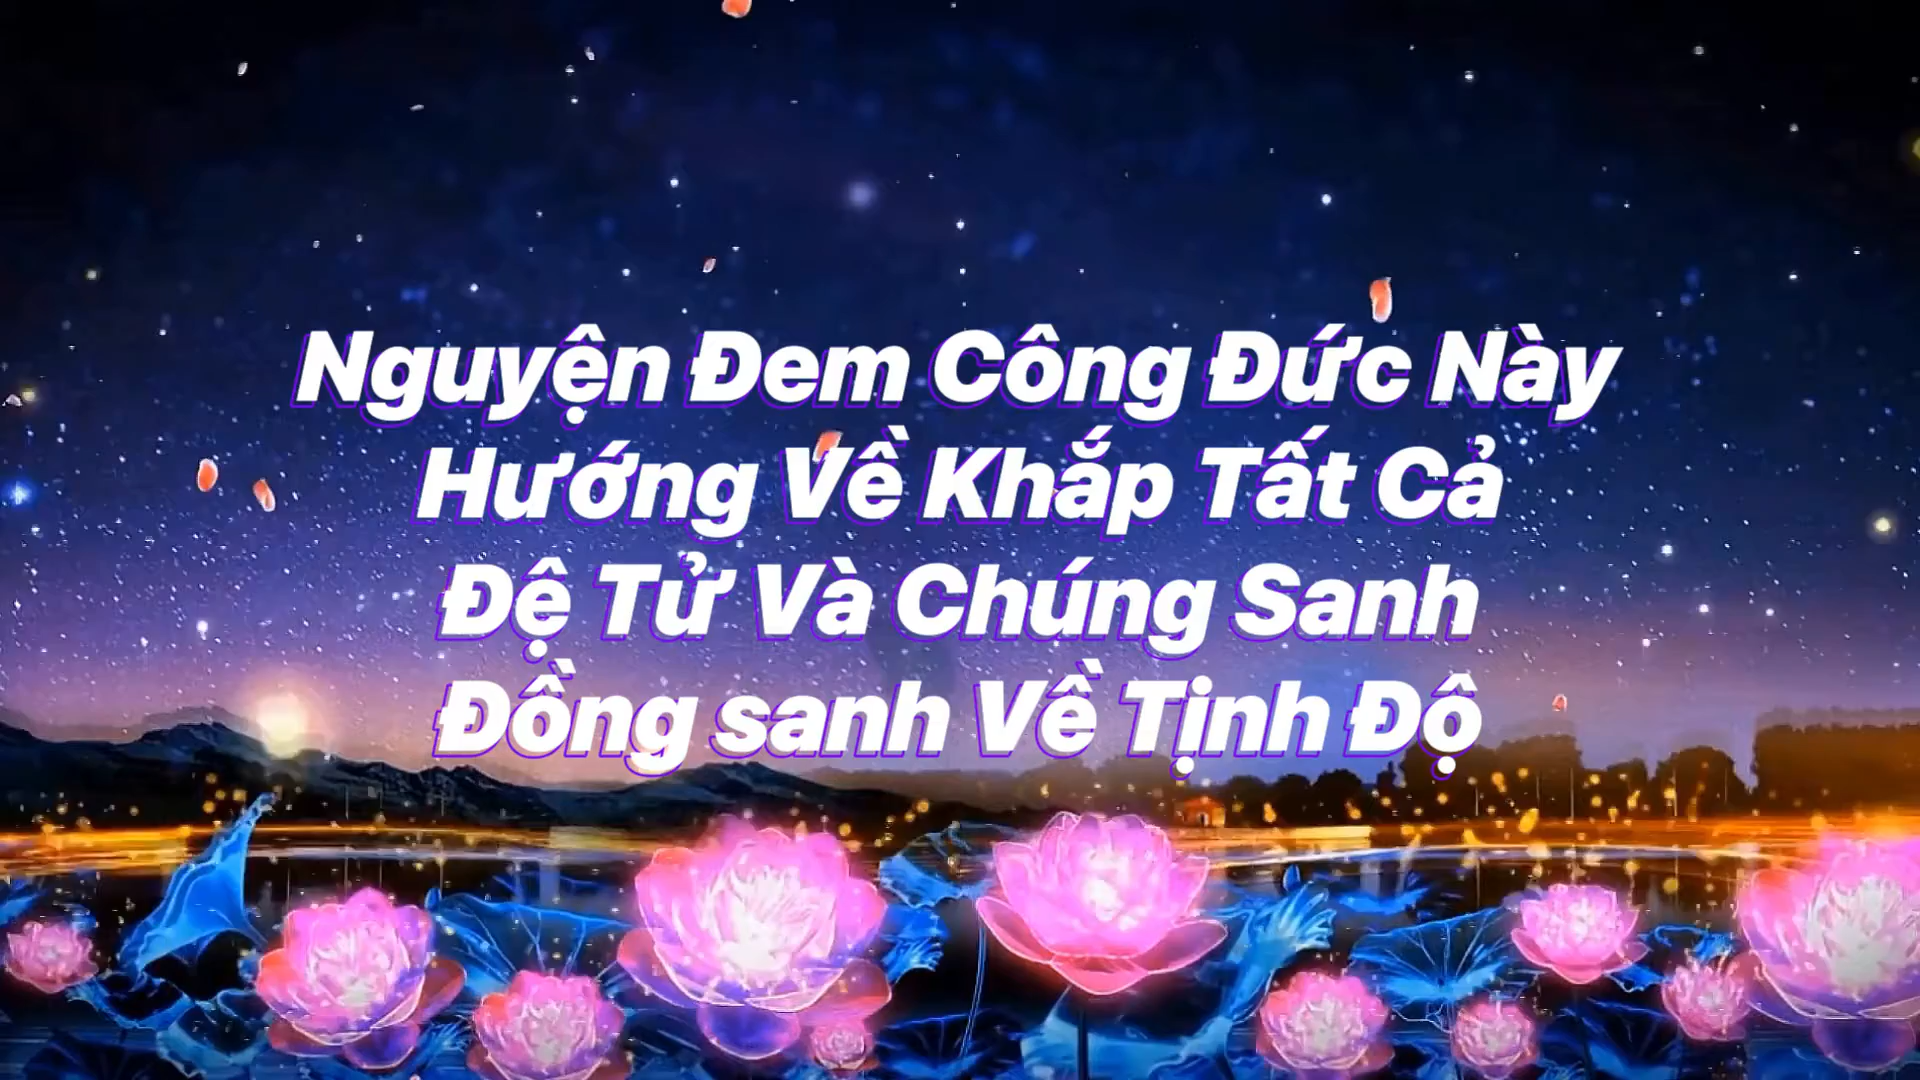 Nguyện Đem Công Đức Này
Hướng Về Khắp Tất Cả
Đệ Tử Và Chúng Sanh
Đồng sanh Về Tịnh Độ